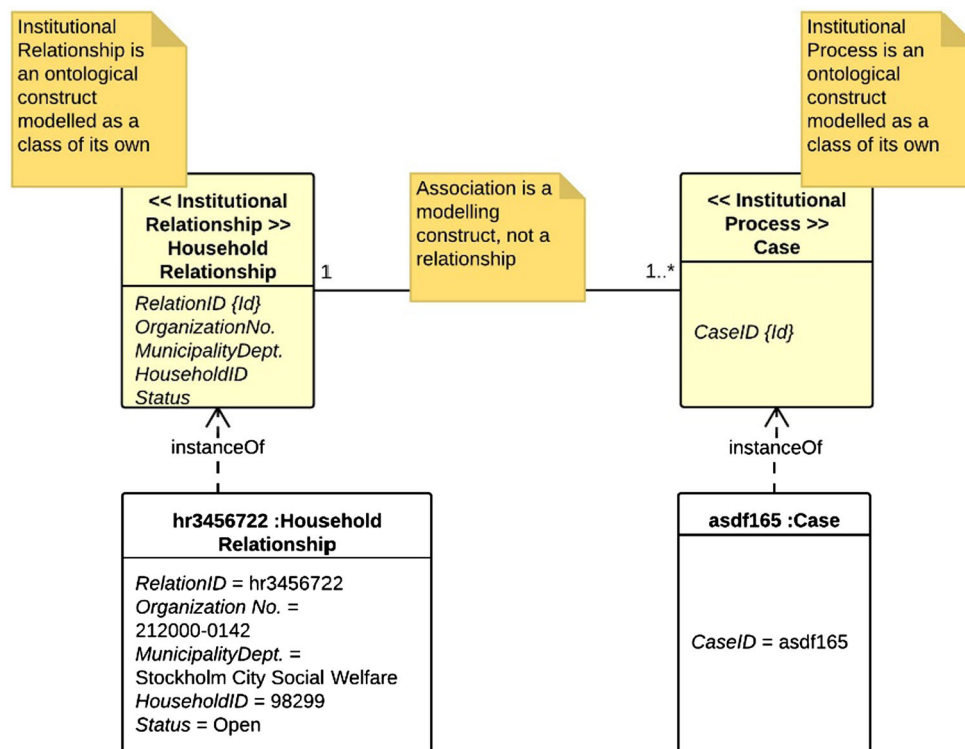 Institutional
Relationship is
an ontological
construct
modelled as a
class of its own
Institutional
Process is an
ontological
construct
modelled as a
class of its own
Association is a
modelling
construct, not a
relationship
<< Institutional
Relationship >>
Household
Relationship
1
1..*
<< Institutional
Process >>
Case
RelationID {Id}
OrganizationNo.
MunicipalityDept.
HouseholdID
Status
CaseID {Id}
instanceOf
instanceOf
hr3456722 :Household
Relationship
RelationID = hr3456722
Organization No. =
212000-0142
MunicipalityDept. =
Stockholm City Social Welfare
HouseholdID = 98299
Status = Open
asdf165 :Case
CaseID = asdf165